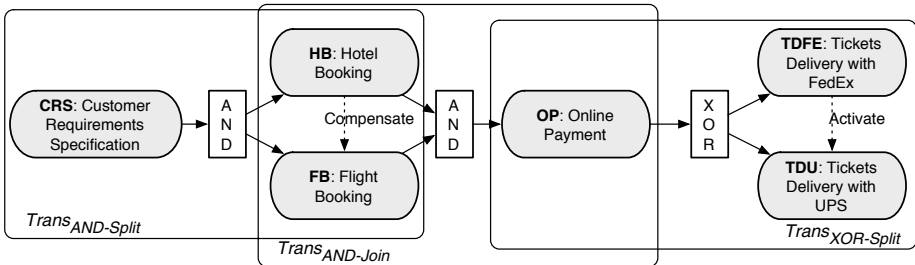 CRS: Customer
Requirements
Specification
A
N
D
HB: Hotel
Booking
Compensate
FB: Flight
Booking
A
N
D
OP: Online
Payment
X
O
R
TDFE: Tickets
Delivery with
FedEx
Activate
TDU: Tickets
Delivery with
UPS
TransAND-Split
TransAND-Join
TransXOR-Split